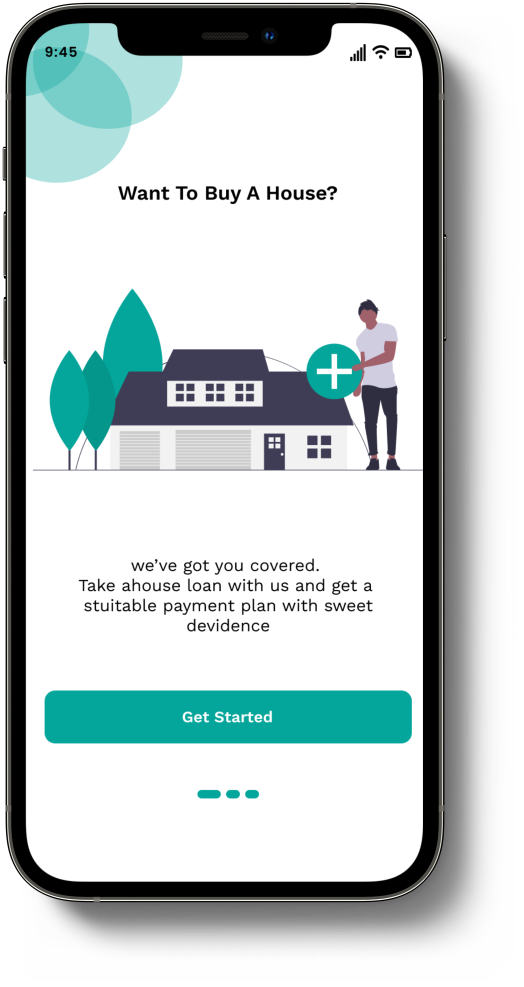 9:45
Want To Buy A House?
we’ve got you covered.
Take ahouse loan with us and get a
stuitable payment plan with sweet
devidence
Get Started